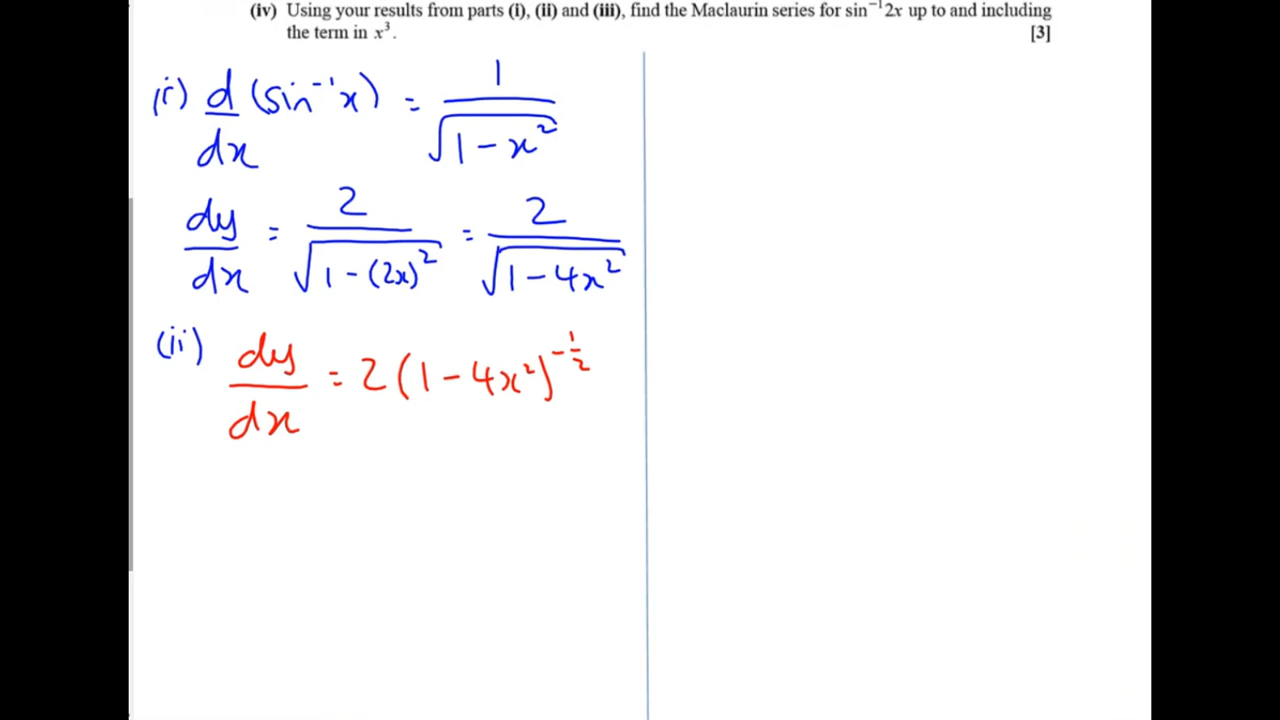 (iv) Using your results from parts (i), (ii) and (iii), find the Maclaurin series for sin⁻¹2x up to and including
the term in x³. [3]
(i) d/dx (sin⁻¹x) = 1/√(1-x²)
dy/dx = 2/√(1-(2x)²) = 2/√(1-4x²)
(ii) dy/dx = 2(1-4x²)^(-1/2)